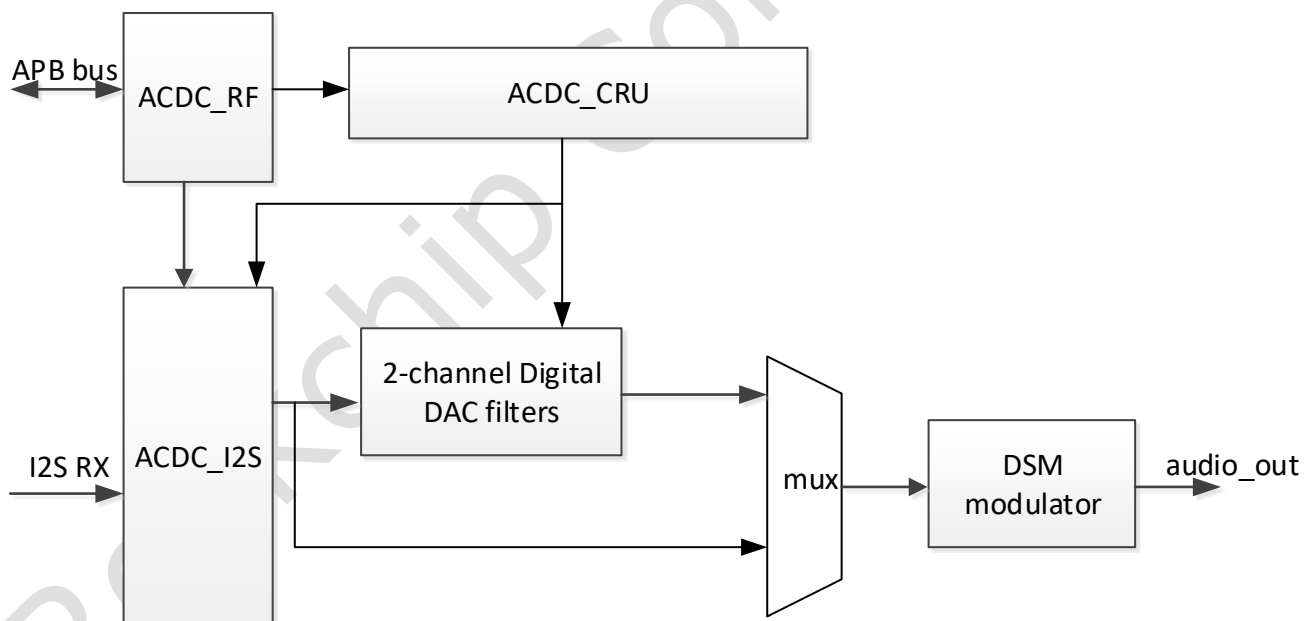 APB bus
ACDC_RF
ACDC_CRU
2-channel Digital
DAC filters
I2S RX
ACDC_I2S
mux
DSM
modulator
audio_out